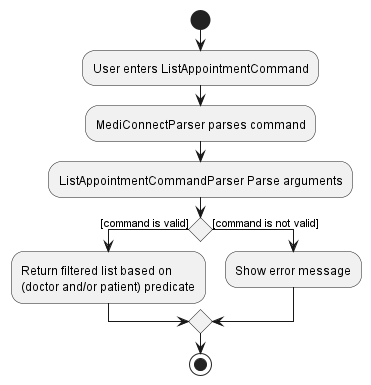 User enters ListAppointmentCommand
MediConnectParser parses command
ListAppointmentCommandParser Parse arguments
[command is valid]
[command is not valid]
Return filtered list based on
(doctor and/or patient) predicate
Show error message